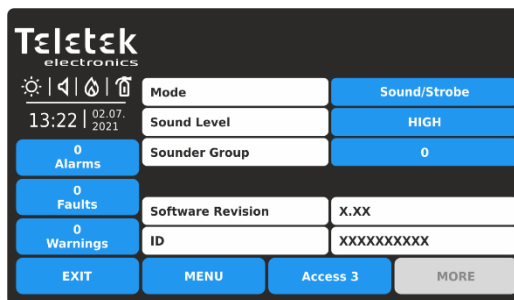 Teletek
electronics
13:22 02.07.
2021
Mode Sound/Strobe
Sound Level HIGH
Sounder Group 0
0
Alarms
0
Faults
0
Warnings
Software Revision X.XX
ID XXXXXXXXXX
EXIT MENU Access 3 MORE